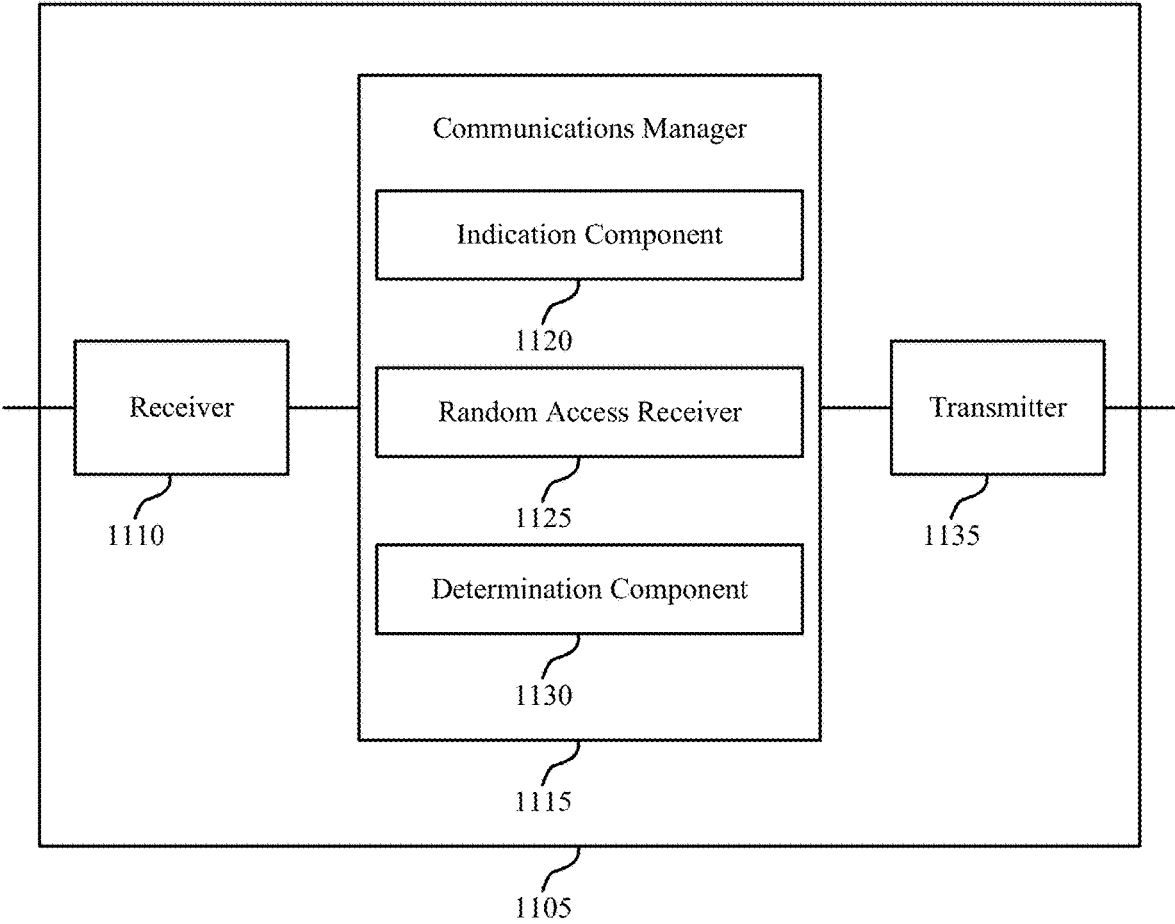 Communications Manager
Indication Component
1120
Receiver
1110
Random Access Receiver
1125
Transmitter
1135
Determination Component
1130
1115
1105